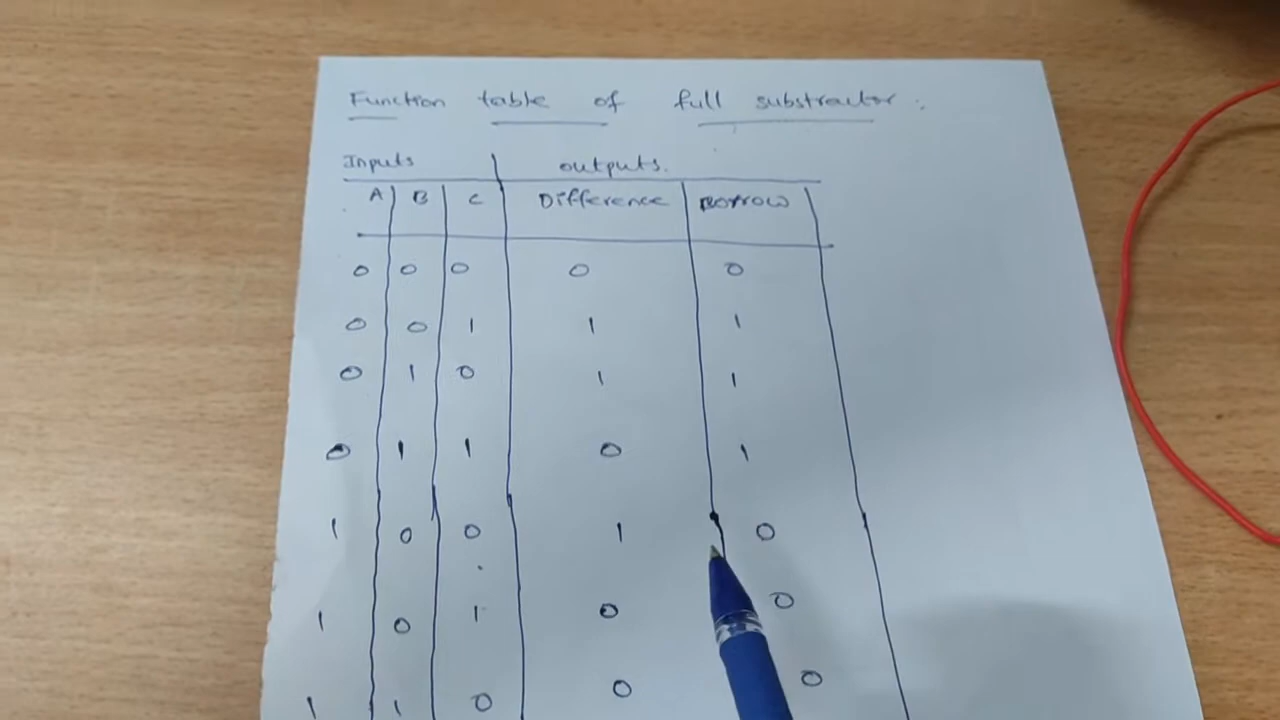 Function table of full substractor.
Inputs outputs.
A B C Difference Borrow
0 0 0 0 0
0 0 1 1 1
0 1 0 1 1
0 1 1 0 1
1 0 0 1 0
1 0 1 0 0
1 1 0 0 0